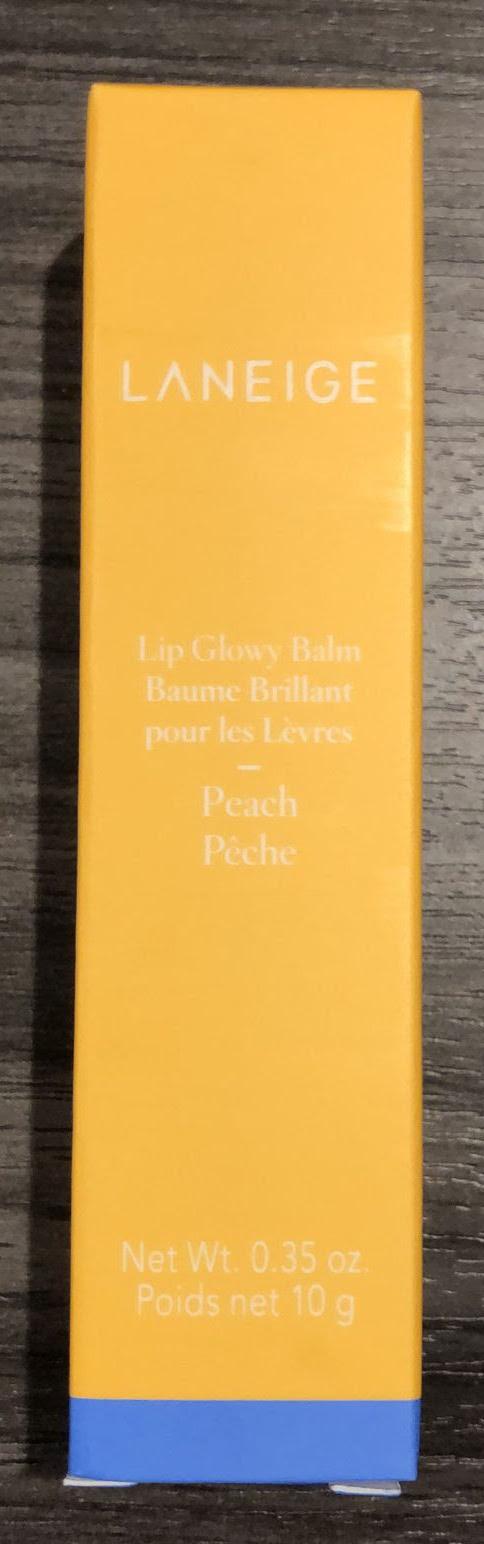 LANEIGE
Lip Glowy Balm
Baume Brillant
pour les Lèvres
–
Peach
Pêche
Net Wt. 0.35 oz.
Poids net 10 g